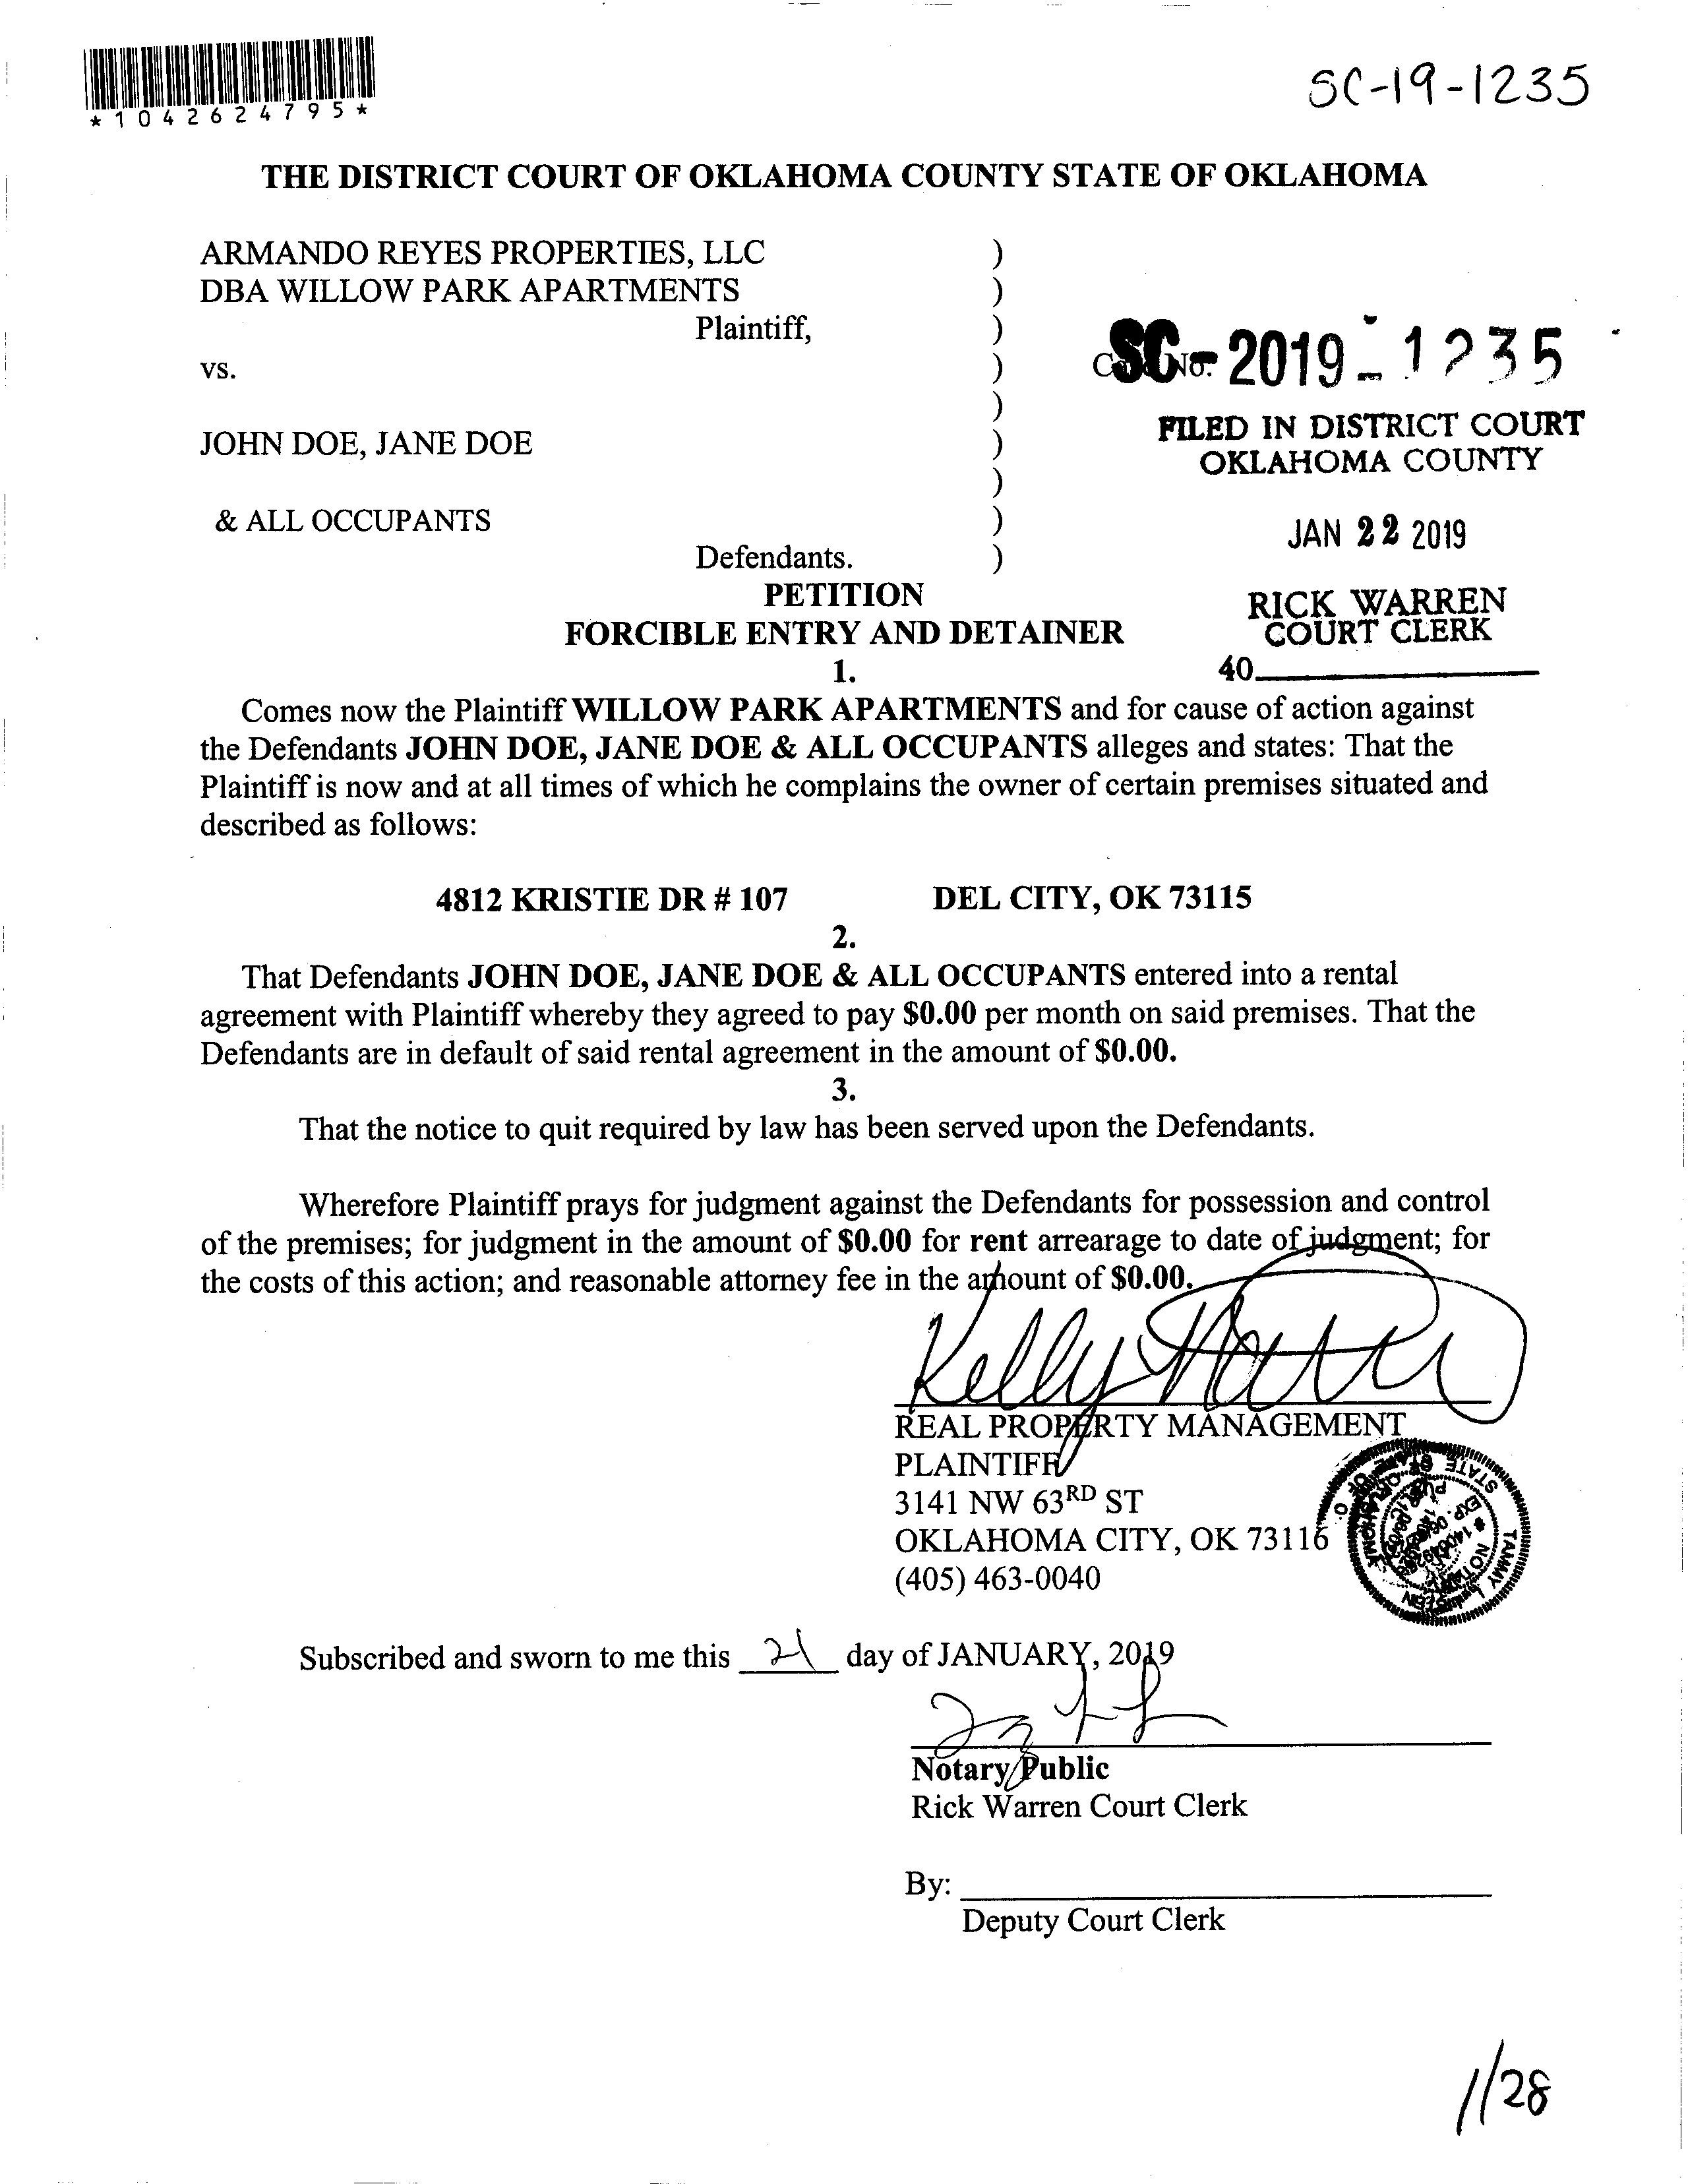 SC-19-1235
*1042624795*
THE DISTRICT COURT OF OKLAHOMA COUNTY STATE OF OKLAHOMA
ARMANDO REYES PROPERTIES, LLC )
DBA WILLOW PARK APARTMENTS )
Plaintiff, )
vs. ) SC-2019-1235
)
JOHN DOE, JANE DOE ) FILED IN DISTRICT COURT
OKLAHOMA COUNTY
)
& ALL OCCUPANTS ) JAN 22 2019
Defendants. )
PETITION RICK WARREN
FORCIBLE ENTRY AND DETAINER COURT CLERK
1. 40
Comes now the Plaintiff WILLOW PARK APARTMENTS and for cause of action against
the Defendants JOHN DOE, JANE DOE & ALL OCCUPANTS alleges and states: That the
Plaintiff is now and at all times of which he complains the owner of certain premises situated and
described as follows:
4812 KRISTIE DR # 107 DEL CITY, OK 73115
2.
That Defendants JOHN DOE, JANE DOE & ALL OCCUPANTS entered into a rental
agreement with Plaintiff whereby they agreed to pay $0.00 per month on said premises. That the
Defendants are in default of said rental agreement in the amount of $0.00.
3.
That the notice to quit required by law has been served upon the Defendants.
Wherefore Plaintiff prays for judgment against the Defendants for possession and control
of the premises; for judgment in the amount of $0.00 for rent arrearage to date of judgment; for
the costs of this action; and reasonable attorney fee in the amount of $0.00.
Kelly
REAL PROPERTY MANAGEMENT
PLAINTIFF
3141 NW 63RD ST
OKLAHOMA CITY, OK 73116
(405) 463-0040
TAMMY
STATE OF
Subscribed and sworn to me this 21 day of JANUARY, 2019
Notary Public
Rick Warren Court Clerk
By:
Deputy Court Clerk
1/28